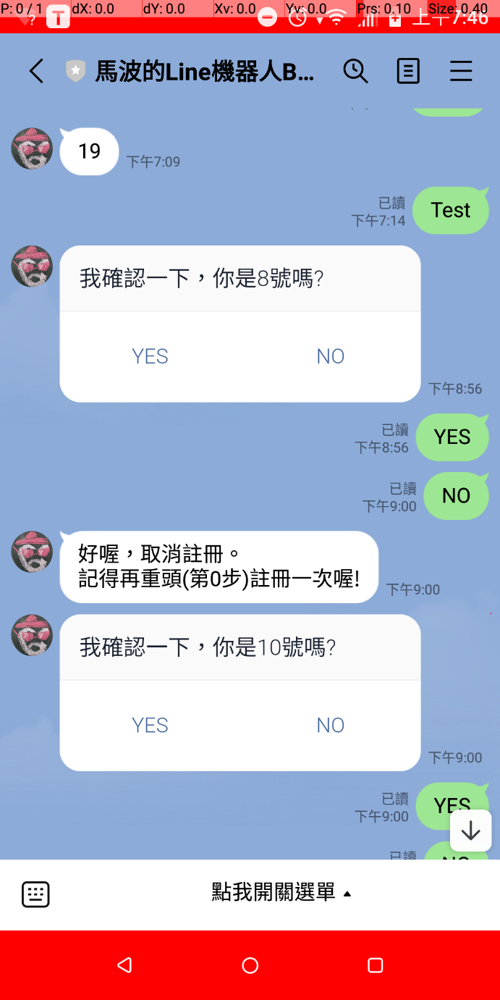 P: 0 / 1 dX: 0.0 dY: 0.0 Xv: 0.0 Yv: 0.0 Prs: 0.10 Size: 0.40
T 上午7:46
馬波的Line機器人B...
19
下午7:09
已讀
下午7:14
Test
我確認一下，你是8號嗎?
YES NO
下午8:56
已讀
下午8:56
YES
已讀
下午9:00
NO
好喔，取消註冊。
記得再重頭(第0步)註冊一次喔!
下午9:00
我確認一下，你是10號嗎?
YES NO
下午9:00
已讀
下午9:00
YES
已讀
NO
點我開關選單